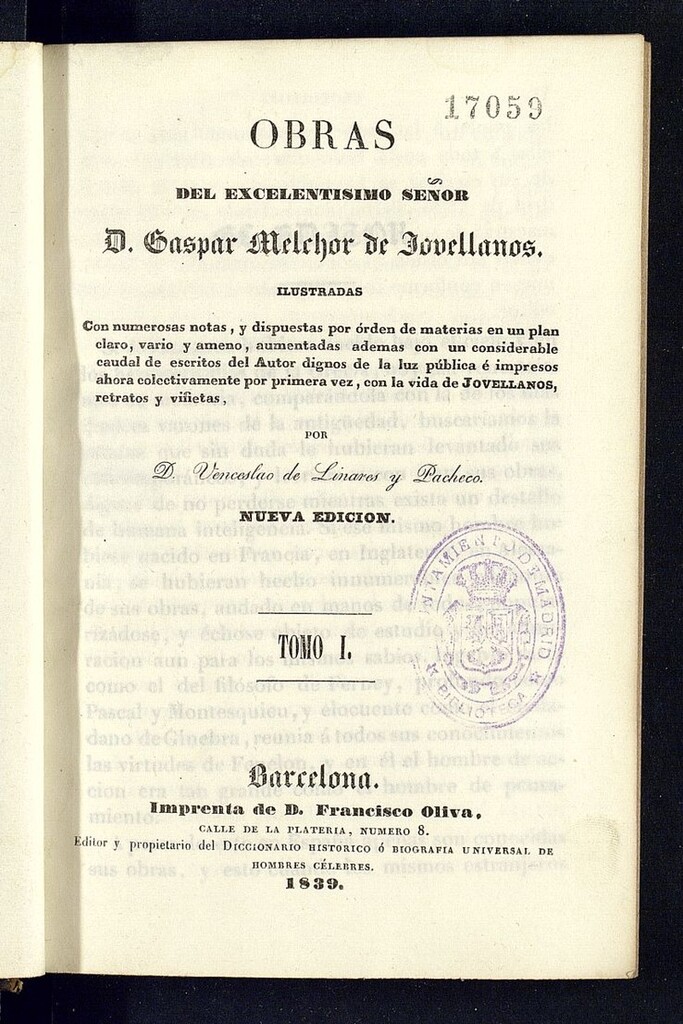 17059
OBRAS
DEL EXCELENTISIMO SEÑOR
D. Gaspar Melchor de Jovellanos.
ILUSTRADAS
Con numerosas notas, y dispuestas por órden de materias en un plan
claro, vario y ameno, aumentadas ademas con un considerable
caudal de escritos del Autor dignos de la luz pública é impresos
ahora colectivamente por primera vez, con la vida de JOVELLANOS,
retratos y viñetas,
POR
D. Venceslao de Linares y Pacheco.
NUEVA EDICION.
AYUNTAMIENTO DE MADRID
BIBLIOTECA
TOMO I.
Barcelona.
Imprenta de D. Francisco Oliva,
CALLE DE LA PLATERIA, NUMERO 8.
Editor y propietario del DICCIONARIO HISTORICO ó BIOGRAFIA UNIVERSAL DE
HOMBRES CÉLEBRES.
1839.